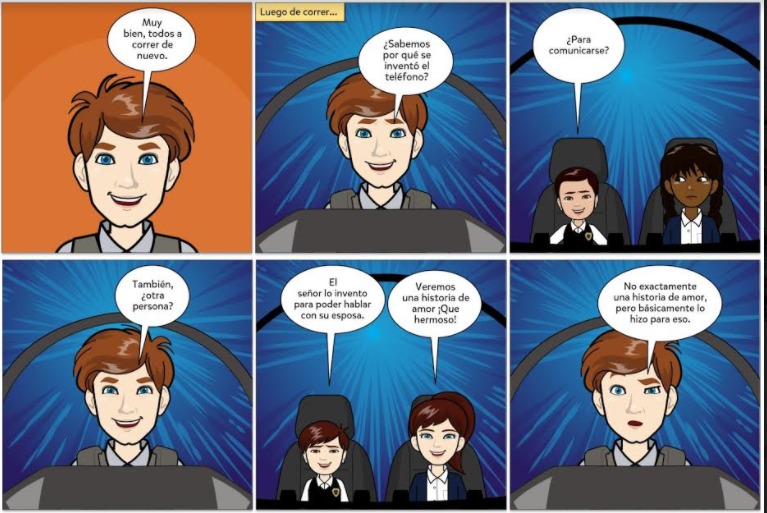 Muy
bien, todos a
correr de
nuevo.
Luego de correr...
¿Sabemos
por qué se
inventó el
teléfono?
¿Para
comunicarse?
También,
¿otra
persona?
El
señor lo invento
para poder hablar
con su esposa.
Veremos
una historia de
amor ¡Que
hermoso!
No exactamente
una historia de amor,
pero básicamente lo
hizo para eso.